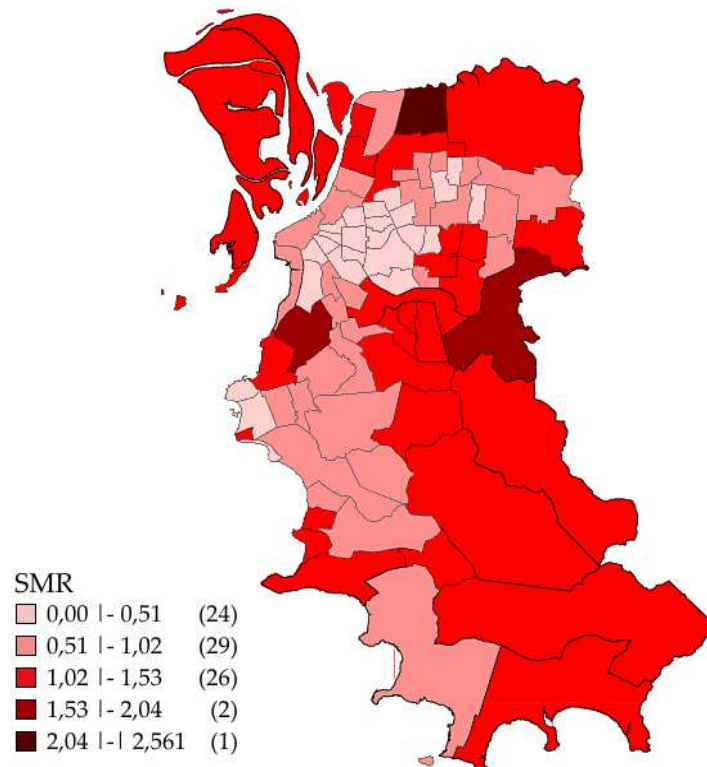 SMR
0,00 |- 0,51 (24)
0,51 |- 1,02 (29)
1,02 |- 1,53 (26)
1,53 |- 2,04 (2)
2,04 |-| 2,561 (1)